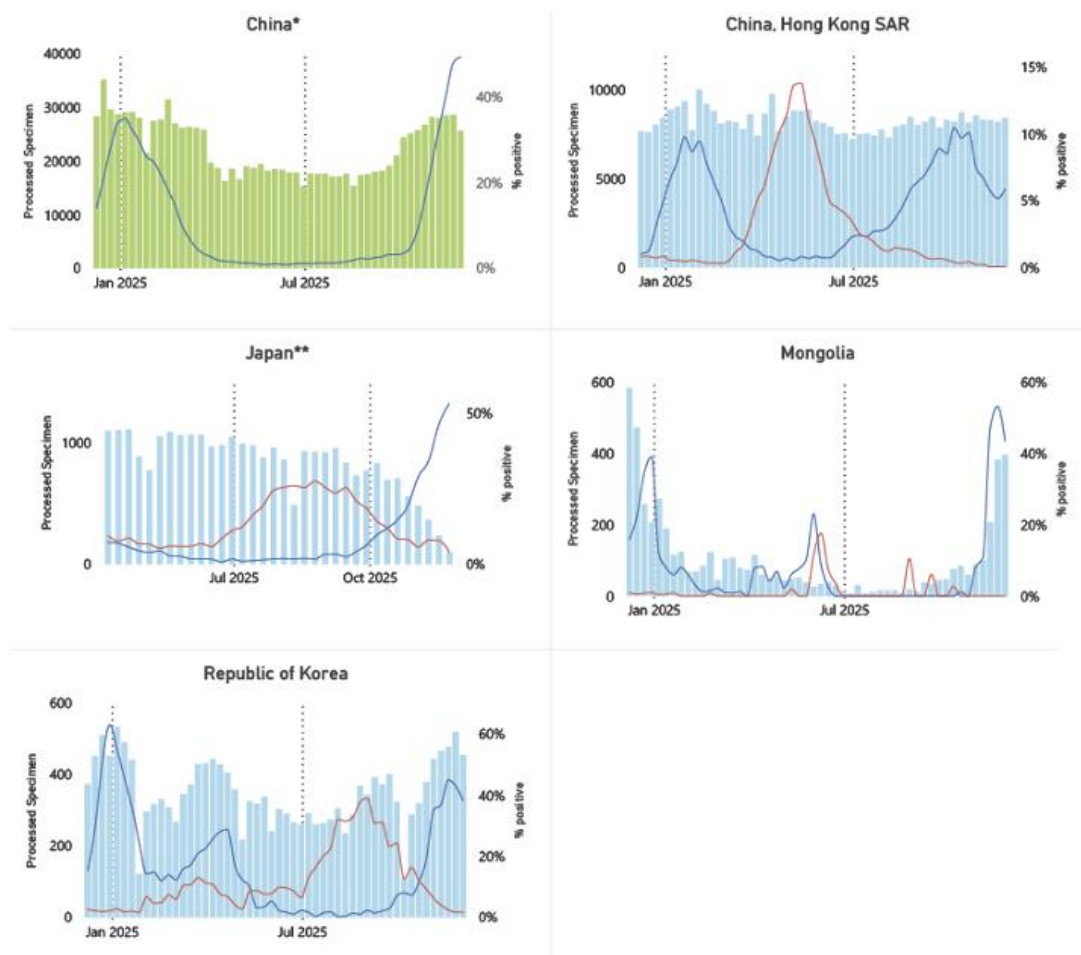 China*
Processed Specimen
40000
30000
20000
10000
0
40%
20%
0%
% positive
Jan 2025
Jul 2025
China, Hong Kong SAR
Processed Specimen
10000
5000
0
15%
10%
5%
0%
% positive
Jan 2025
Jul 2025
Japan**
Processed Specimen
1000
0
50%
0%
% positive
Jul 2025
Oct 2025
Mongolia
Processed Specimen
600
400
200
0
60%
40%
20%
0%
% positive
Jan 2025
Jul 2025
Republic of Korea
Processed Specimen
600
400
200
0
60%
40%
20%
0%
% positive
Jan 2025
Jul 2025